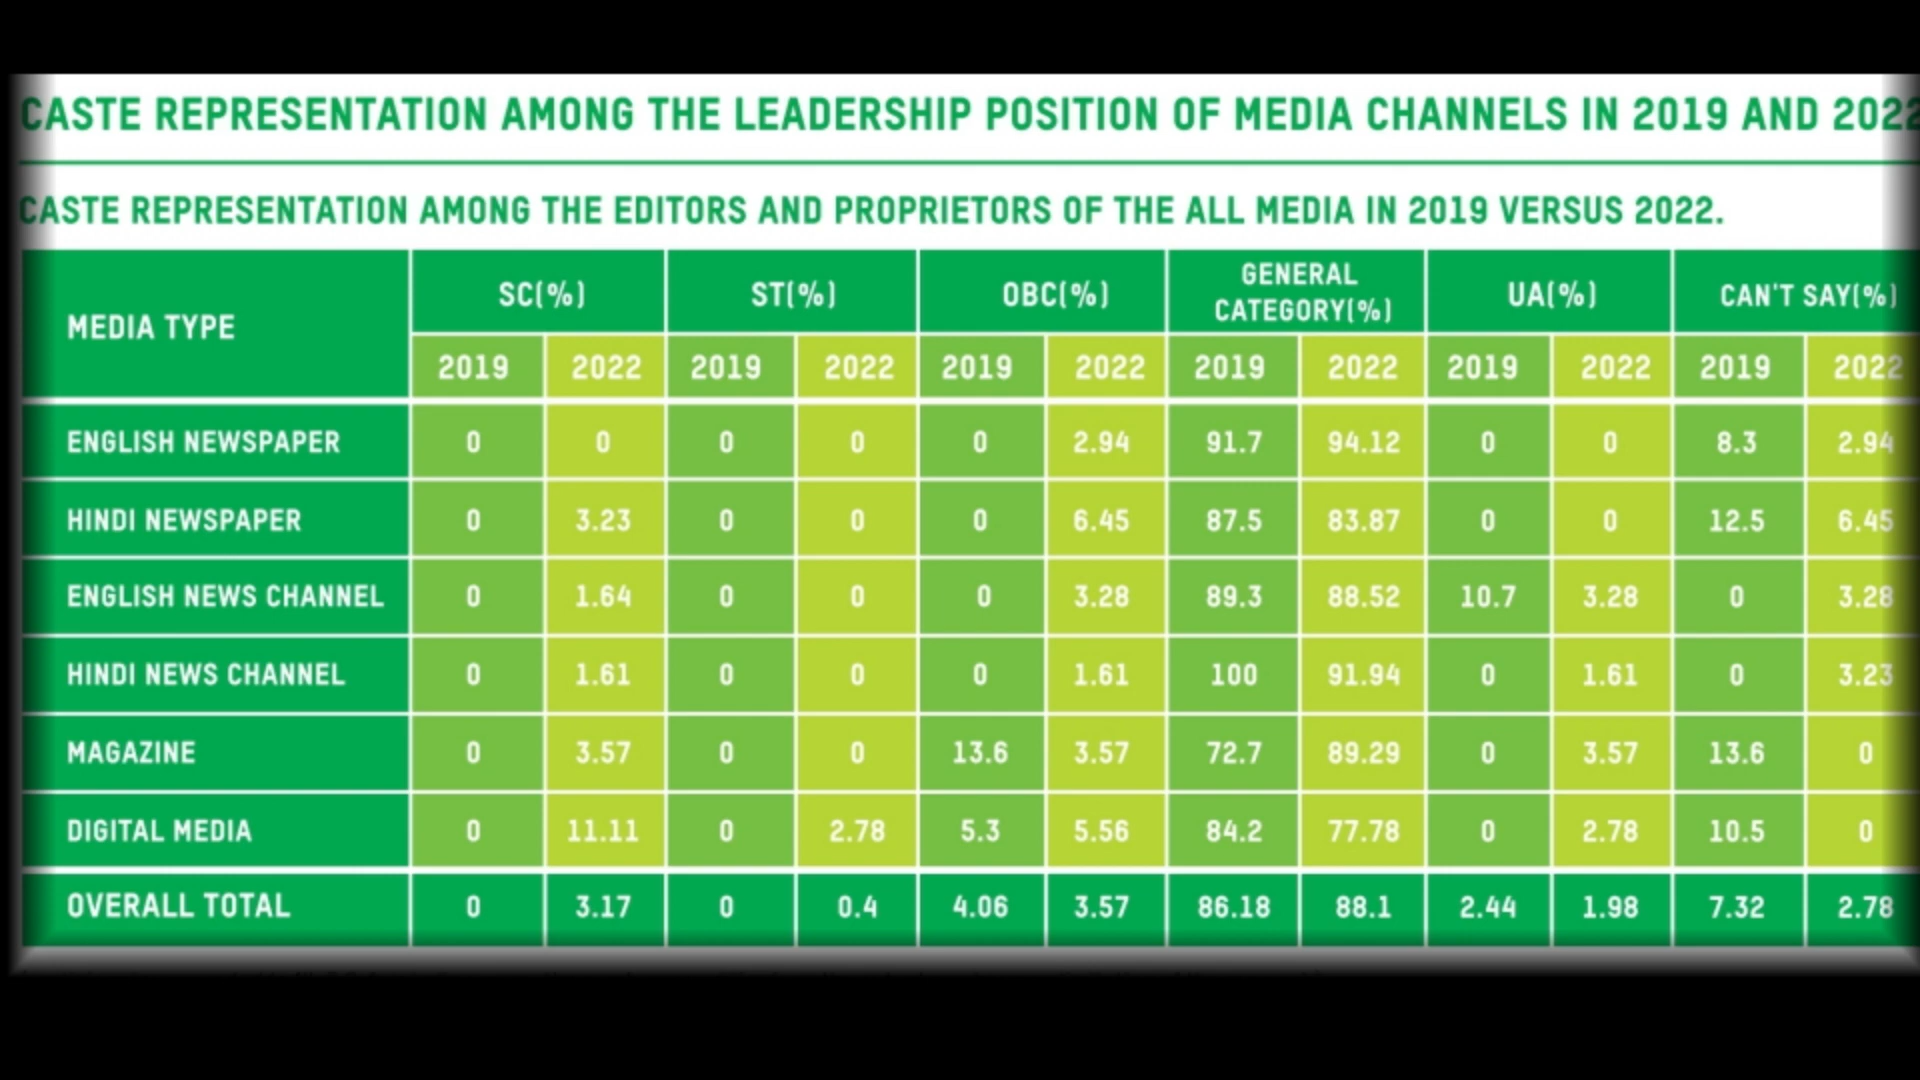 CASTE REPRESENTATION AMONG THE LEADERSHIP POSITION OF MEDIA CHANNELS IN 2019 AND 2022
CASTE REPRESENTATION AMONG THE EDITORS AND PROPRIETORS OF THE ALL MEDIA IN 2019 VERSUS 2022.
MEDIA TYPE SC(%) ST(%) OBC(%) GENERAL CATEGORY(%) UA(%) CAN'T SAY(%)
2019 2022 2019 2022 2019 2022 2019 2022 2019 2022 2019 2022
ENGLISH NEWSPAPER 0 0 0 0 0 2.94 91.7 94.12 0 0 8.3 2.94
HINDI NEWSPAPER 0 3.23 0 0 0 6.45 87.5 83.87 0 0 12.5 6.45
ENGLISH NEWS CHANNEL 0 1.64 0 0 0 3.28 89.3 88.52 10.7 3.28 0 3.28
HINDI NEWS CHANNEL 0 1.61 0 0 0 1.61 100 91.94 0 1.61 0 3.23
MAGAZINE 0 3.57 0 0 13.6 3.57 72.7 89.29 0 3.57 13.6 0
DIGITAL MEDIA 0 11.11 0 2.78 5.3 5.56 84.2 77.78 0 2.78 10.5 0
OVERALL TOTAL 0 3.17 0 0.4 4.06 3.57 86.18 88.1 2.44 1.98 7.32 2.78